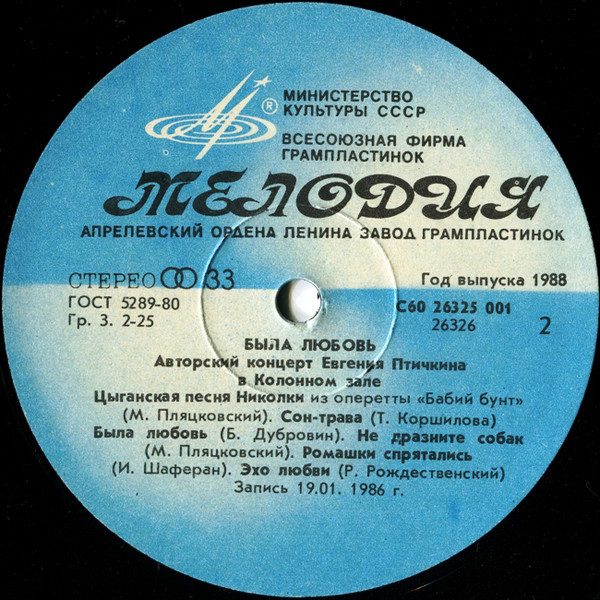 ®
МИНИСТЕРСТВО
КУЛЬТУРЫ СССР
ВСЕСОЮЗНАЯ ФИРМА
ГРАМПЛАСТИНОК
МЕЛОДИЯ
АПРЕЛЕВСКИЙ ОРДЕНА ЛЕНИНА ЗАВОД ГРАМПЛАСТИНОК
СТЕРЕО 33
Год выпуска 1988
ГОСТ 5289-80
С60 26325 001
Гр. 3. 2-25
26326 2
БЫЛА ЛЮБОВЬ
Авторский концерт Евгения Птичкина
в Колонном зале
Цыганская песня Николки из оперетты «Бабий бунт»
(М. Пляцковский). Сон-трава (Т. Коршилова)
Была любовь (Б. Дубровин). Не дразните собак
(М. Пляцковский). Ромашки спрятались
(И. Шаферан). Эхо любви (Р. Рождественский)
Запись 19.01. 1986 г.